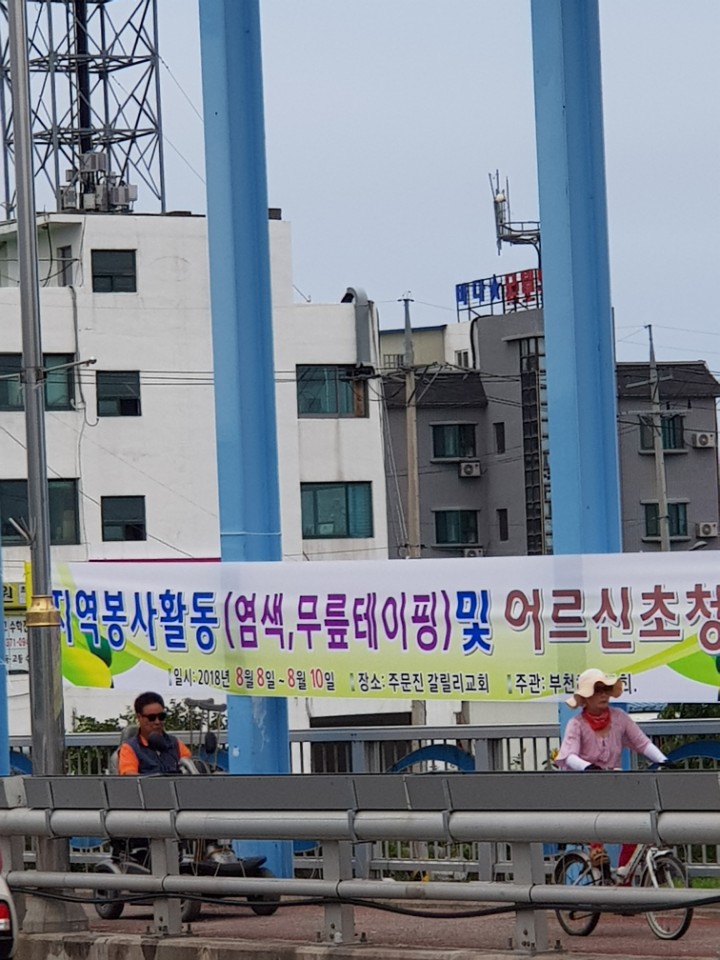 지역봉사활동(염색,무릎테이핑)및 어르신초청
일시: 2018년 8월 8일 ~ 8월 10일 장소: 주문진 갈릴리교회 주관: 부천